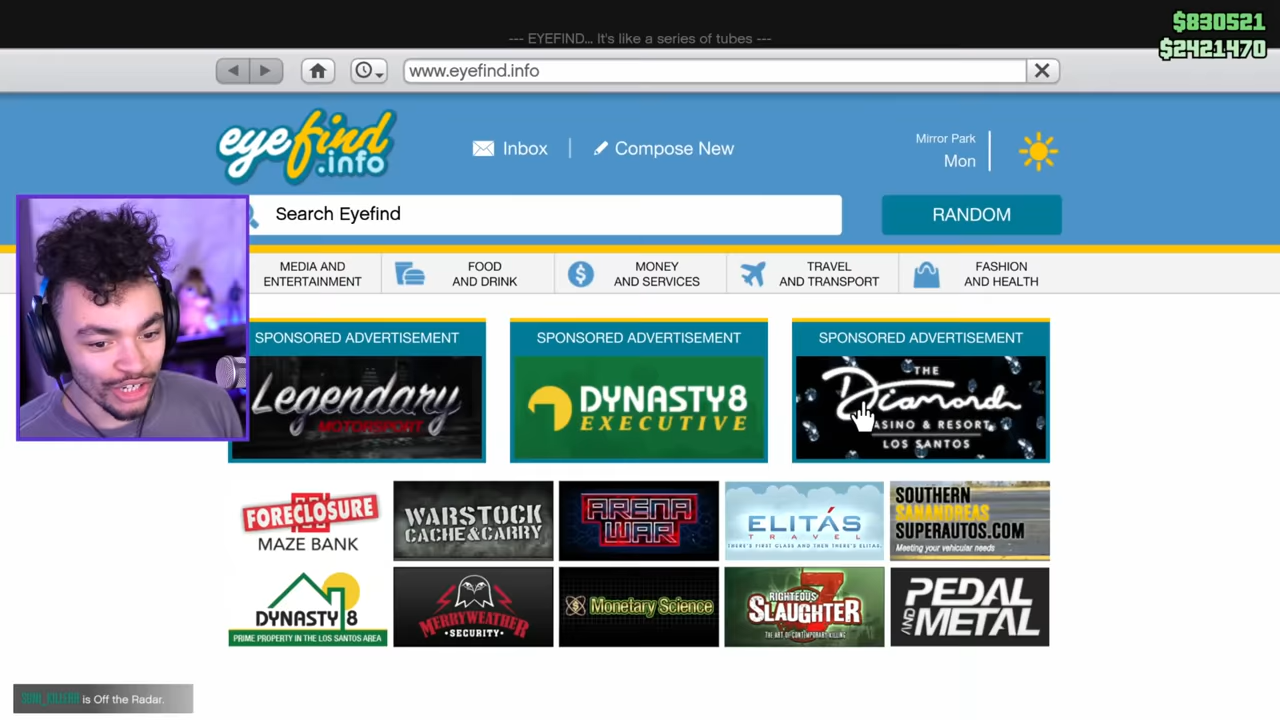 $830521
--- EYEFIND... It's like a series of tubes ---
$2421470
www.eyefind.info
eyefind
.info
Inbox
Compose New
Mirror Park
Mon
Search Eyefind
RANDOM
MEDIA AND
ENTERTAINMENT
FOOD
AND DRINK
MONEY
AND SERVICES
TRAVEL
AND TRANSPORT
FASHION
AND HEALTH
SPONSORED ADVERTISEMENT
Legendary
MOTORSPORT
SPONSORED ADVERTISEMENT
DYNASTY8
EXECUTIVE
SPONSORED ADVERTISEMENT
THE
Diamond
ASINO & RESORT
LOS SANTOS
FORECLOSURE
MAZE BANK
WARSTOCK
CACHE&CARRY
ARENA
WAR
ELITÁS
TRAVEL
THERE'S FIRST CLASS AND THEN THERE'S ELITÁS.
SOUTHERN
SANANDREAS
SUPERAUTOS.COM
Meeting your vehicular needs
DYNASTY 8
PRIME PROPERTY IN THE LOS SANTOS AREA
MERRYWEATHER
SECURITY
Monetary Science
RIGHTEOUS
SLAUGHTER
7
THE ART OF CONTEMPORARY KILLING
PEDAL
AND METAL
is Off the Radar.